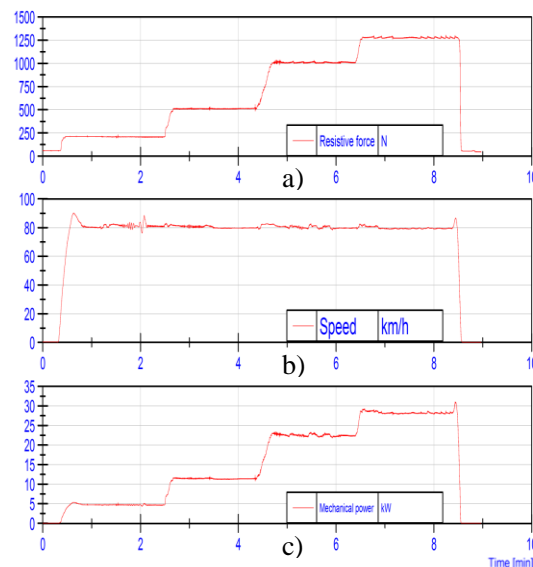 1500
1250
1000
750
500
250
0
Resistive force N
0 2 4 6 8 10
a)
100
80
60
40
20
0
Speed km/h
0 2 4 6 8 10
b)
35
30
25
20
15
10
5
0
Mechanical power kW
0 2 4 6 8 10
c)
Time [min]